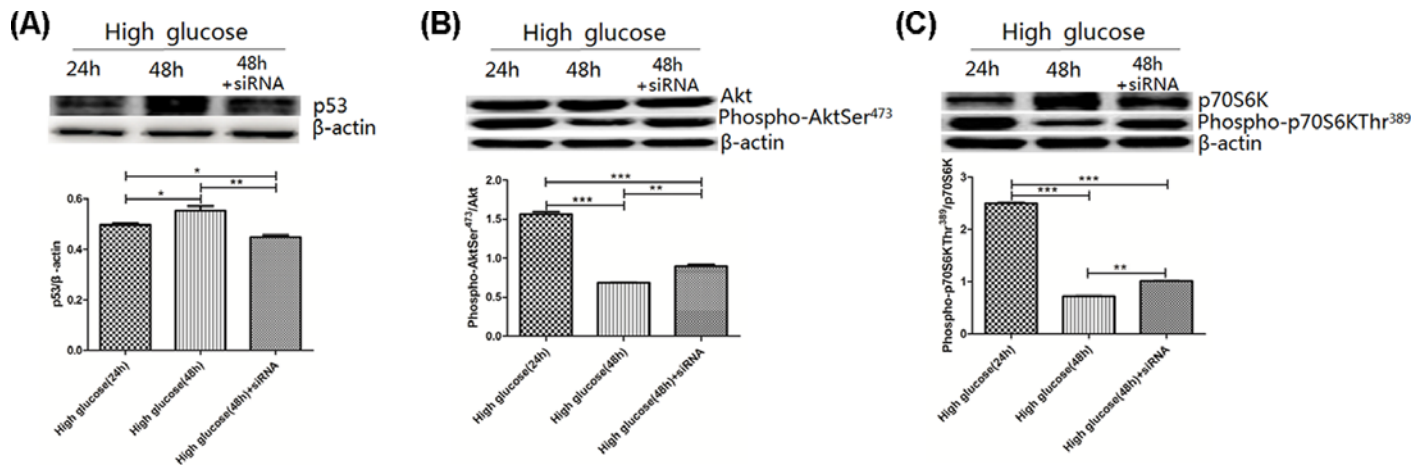 (A)
High glucose
24h 48h 48h
+siRNA
p53
β-actin
* 
* **
0.6
0.4
0.2
0.0
p53/β -actin
High glucose(24h)
High glucose(48h)
High glucose(48h)+siRNA
(B)
High glucose
24h 48h 48h
+siRNA
Akt
Phospho-AktSer⁴⁷³
β-actin
***
*** **
2.0
1.5
1.0
0.5
0.0
Phospho-AktSer⁴⁷³/Akt
High glucose(24h)
High glucose(48h)
High glucose(48h)+siRNA
(C)
High glucose
24h 48h 48h
+siRNA
p70S6K
Phospho-p70S6KThr³⁸⁹
β-actin
***
***
**
3
2
1
0
Phospho-p70S6KTThr³⁸⁹/p70S6K
High glucose(24h)
High glucose(48h)
High glucose(48h)+siRNA